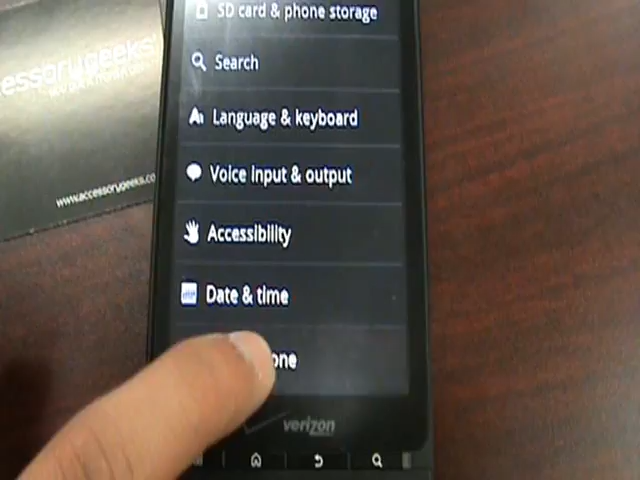 SD card & phone storage
essorygeeks
www.accessorygeeks.co
Search
Language & keyboard
Voice input & output
Accessibility
Date & time
one
verizon